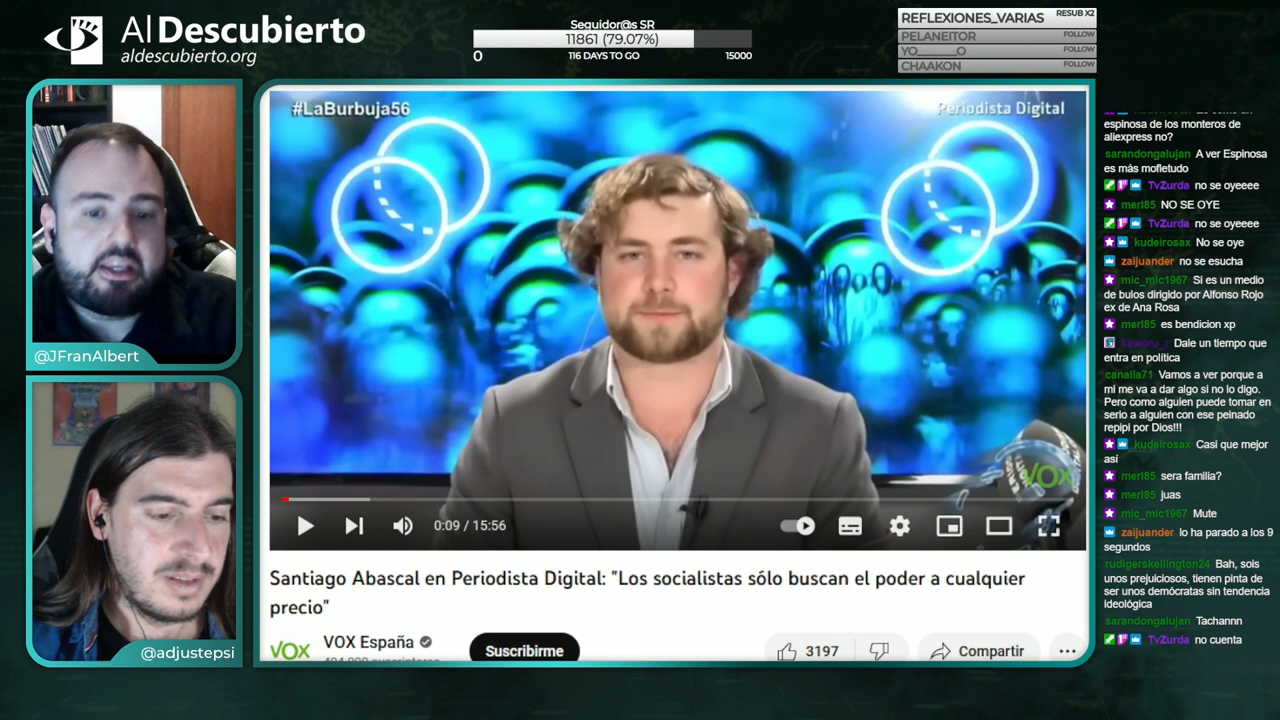 Al Descubierto
aldescubierto.org
Seguidor@s SR
11861 (79.07%)
0
116 DAYS TO GO
15000
REFLEXIONES_VARIAS
RESUB X2
PELANEITOR
FOLLOW
FOLLOW
CHAAKON
FOLLOW
#LaBurbuja56
Periodista Digital
VOX
0:09 / 15:56
Santiago Abascal en Periodista Digital: "Los socialistas sólo buscan el poder a cualquier
precio"
VOX
VOX España
Suscribirme
3197
Compartir
@JFranAlbert
@adjustepsi
espinosa de los monteros de
aliexpress no?
sarandongalujan A ver Espinosa
es más mofletudo
TvZurda no se oyeeee
merl85 NO SE OYE
TvZurda no se oyeeee
kudeirosax No se oye
zaijuander no se esucha
mic_mic1967 Si es un medio
de bulos dirigido por Alfonso Rojo
ex de Ana Rosa
merl85 es bendicion xp
Dale un tiempo que
entra en política
canalla71 Vamos a ver porque a
mi me va a dar algo si no lo digo.
Pero como alguien puede tomar en
serio a alguien con ese peinado
repipi por Dios!!!
kudeirosax Casi que mejor
así
merl85 sera familia?
merl85 juas
mic_mic1967 Mute
zaijuander lo ha parado a los 9
segundos
rudigerskellington24 Bah, sois
unos prejuiciosos, tienen pinta de
ser unos demócratas sin tendencia
ideológica
sarandongalujan Tachannn
TvZurda no cuenta